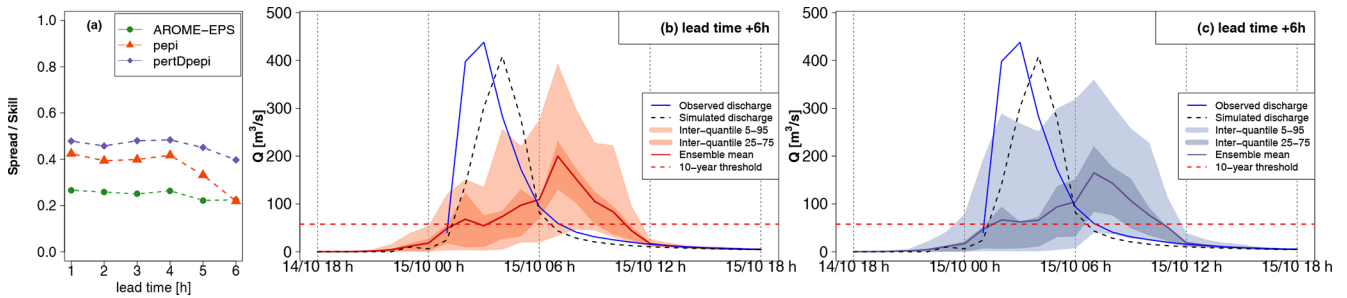 (a)
AROME−EPS
pepi
pertDpepi
Spread / Skill
1.0
0.8
0.6
0.4
0.2
0.0
1 2 3 4 5 6
lead time [h]
(b) lead time +6h
Q [m³/s]
500
400
300
200
100
0
Observed discharge
Simulated discharge
Inter−quantile 5−95
Inter−quantile 25−75
Ensemble mean
10−year threshold
14/10 18 h 15/10 00 h 15/10 06 h 15/10 12 h 15/10 18 h
(c) lead time +6h
Q [m³/s]
500
400
300
200
100
0
Observed discharge
Simulated discharge
Inter−quantile 5−95
Inter−quantile 25−75
Ensemble mean
10−year threshold
14/10 18 h 15/10 00 h 15/10 06 h 15/10 12 h 15/10 18 h